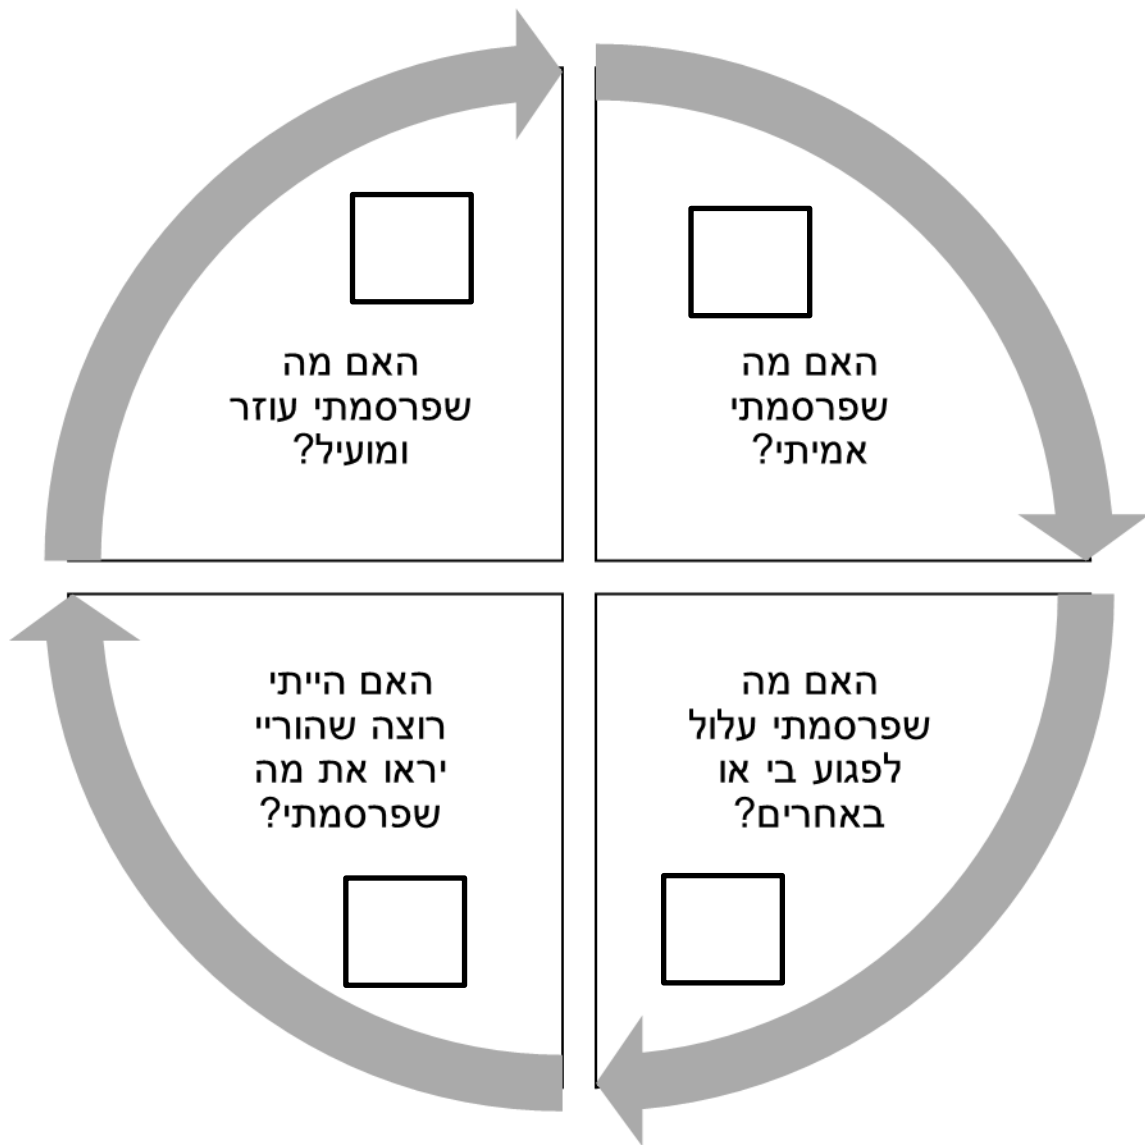 האם מה
שפרסמתי
אמיתי?
האם מה
שפרסמתי עוזר
ומועיל?
האם מה
שפרסמתי עלול
לפגוע בי או
באחרים?
האם הייתי
רוצה שהוריי
יראו את מה
שפרסמתי?